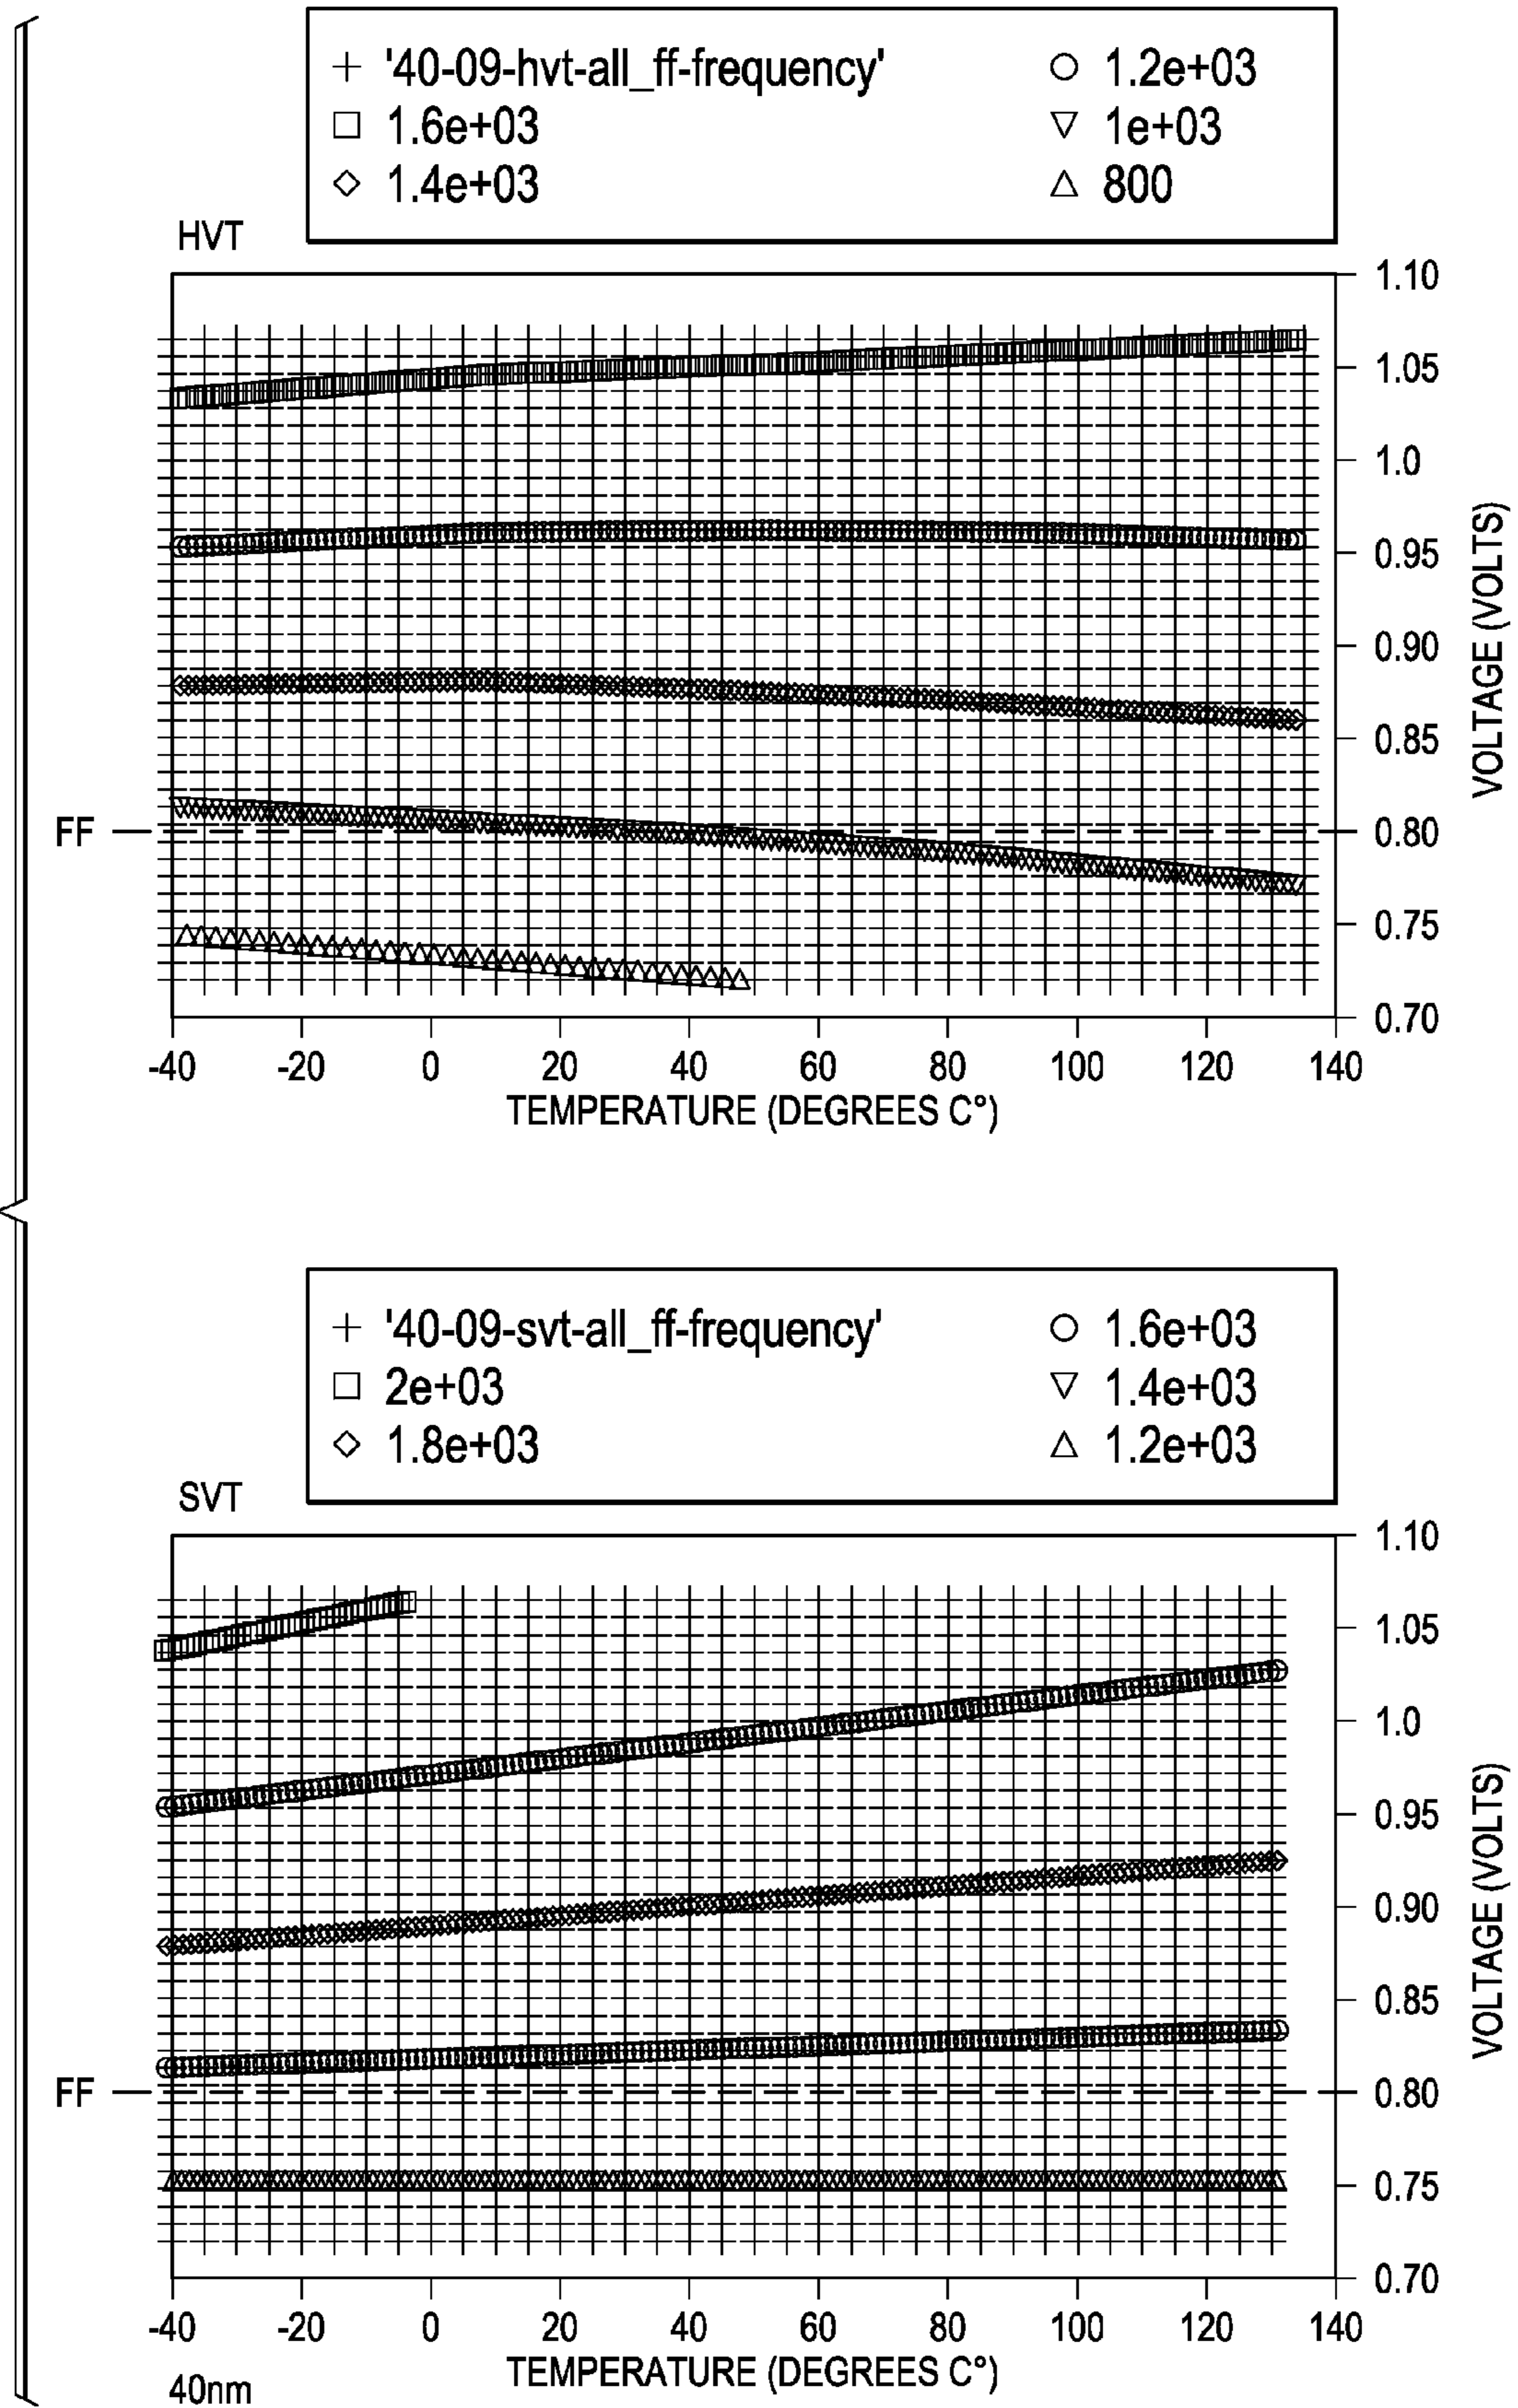 '40-09-hvt-all_ff-frequency'
1.6e+03
1.4e+03
1.2e+03
1e+03
800
HVT
1.10
1.05
1.0
0.95
0.90
0.85
0.80
0.75
0.70
VOLTAGE (VOLTS)
FF
-40 -20 0 20 40 60 80 100 120 140
TEMPERATURE (DEGREES C°)
'40-09-svt-all_ff-frequency'
2e+03
1.8e+03
1.6e+03
1.4e+03
1.2e+03
SVT
1.10
1.05
1.0
0.95
0.90
0.85
0.80
0.75
0.70
VOLTAGE (VOLTS)
FF
-40 -20 0 20 40 60 80 100 120 140
TEMPERATURE (DEGREES C°)
40nm